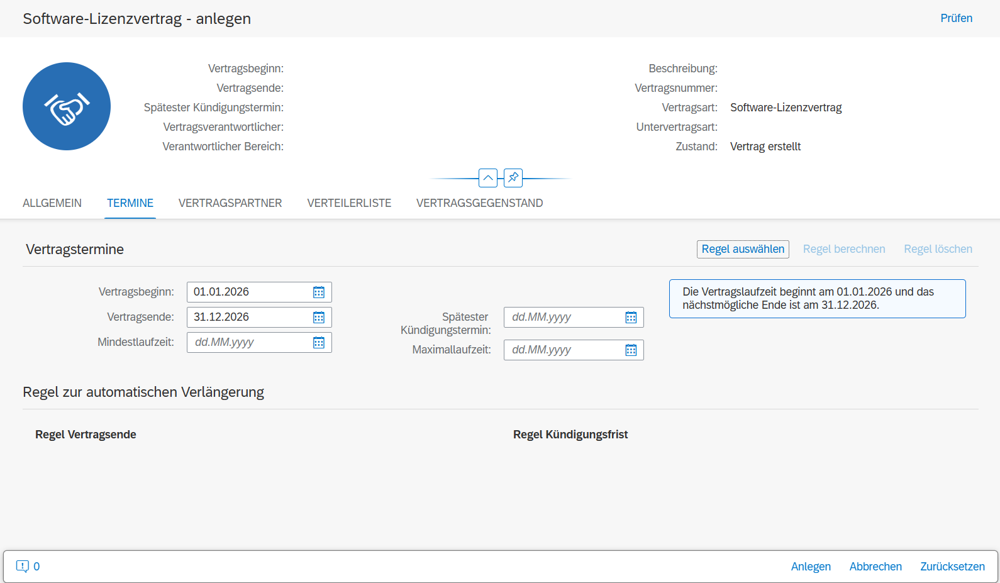 Software-Lizenzvertrag - anlegen
Prüfen
Vertragsbeginn:
Vertragsende:
Spätester Kündigungstermin:
Vertragsverantwortlicher:
Verantwortlicher Bereich:
Beschreibung:
Vertragsnummer:
Vertragsart: Software-Lizenzvertrag
Untervertragsart:
Zustand: Vertrag erstellt
ALLGEMEIN TERMINE VERTRAGSPARTNER VERTEILERLISTE VERTRAGSGEGENSTAND
Vertragstermine
Regel auswählen Regel berechnen Regel löschen
Vertragsbeginn: 01.01.2026
Vertragsende: 31.12.2026
Mindestlaufzeit: dd.MM.yyyy
Spätester
Kündigungstermin: dd.MM.yyyy
Maximallaufzeit: dd.MM.yyyy
Die Vertragslaufzeit beginnt am 01.01.2026 und das
nächstmögliche Ende ist am 31.12.2026.
Regel zur automatischen Verlängerung
Regel Vertragsende
Regel Kündigungsfrist
0
Anlegen Abbrechen Zurücksetzen